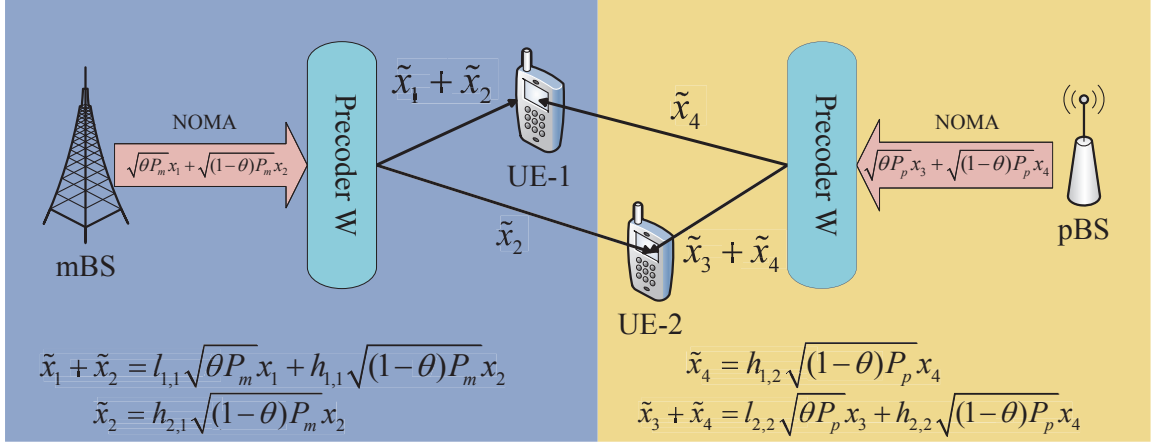 NOMA
√θP_m x_1 + √(1−θ)P_m x_2
mBS
Precoder W
x̃_1 + x̃_2
UE-1
x̃_2
x̃_4
UE-2
x̃_3 + x̃_4
Precoder W
NOMA
√θP_p x_3 + √(1−θ)P_p x_4
pBS
x̃_1 + x̃_2 = l_{1,1}√θP_m x_1 + h_{1,1}√(1−θ)P_m x_2
x̃_2 = h_{2,1}√(1−θ)P_m x_2
x̃_4 = h_{1,2}√(1−θ)P_p x_4
x̃_3 + x̃_4 = l_{2,2}√θP_p x_3 + h_{2,2}√(1−θ)P_p x_4